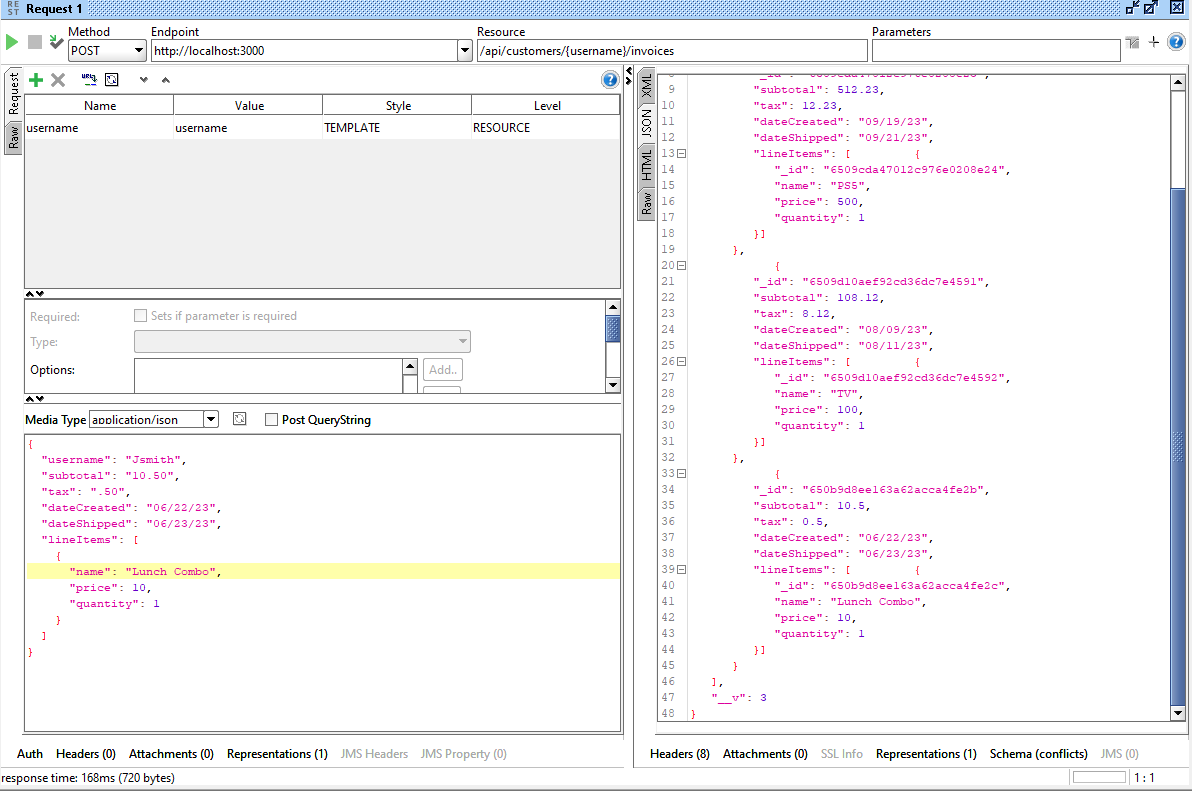 REST Request 1
Method Endpoint Resource Parameters
POST http://localhost:3000 /api/customers/{username}/invoices
Request
Raw
Name Value Style Level
username username TEMPLATE RESOURCE
Required: Sets if parameter is required
Type:
Options: Add..
Media Type application/json Post QueryString
{
"username": "Jsmith",
"subtotal": "10.50",
"tax": ".50",
"dateCreated": "06/22/23",
"dateShipped": "06/23/23",
"lineItems": [
{
"name": "Lunch Combo",
"price": 10,
"quantity": 1
}
]
}
Auth Headers (0) Attachments (0) Representations (1) JMS Headers JMS Property (0)
XML
JSON
HTML
Raw
9 "subtotal": 512.23,
10 "tax": 12.23,
11 "dateCreated": "09/19/23",
12 "dateShipped": "09/21/23",
13 "lineItems": [ {
14 "_id": "6509cda47012c976e0208e24",
15 "name": "PS5",
16 "price": 500,
17 "quantity": 1
18 }]
19 },
20 {
21 "_id": "6509d10aef92cd36dc7e4591",
22 "subtotal": 108.12,
23 "tax": 8.12,
24 "dateCreated": "08/09/23",
25 "dateShipped": "08/11/23",
26 "lineItems": [ {
27 "_id": "6509d10aef92cd36dc7e4592",
28 "name": "TV",
29 "price": 100,
30 "quantity": 1
31 }]
32 },
33 {
34 "_id": "650b9d8ee163a62acca4fe2b",
35 "subtotal": 10.5,
36 "tax": 0.5,
37 "dateCreated": "06/22/23",
38 "dateShipped": "06/23/23",
39 "lineItems": [ {
40 "_id": "650b9d8ee163a62acca4fe2c",
41 "name": "Lunch Combo",
42 "price": 10,
43 "quantity": 1
44 }]
45 }
46 ],
47 "__v": 3
48 }
Headers (8) Attachments (0) SSL Info Representations (1) Schema (conflicts) JMS (0)
response time: 168ms (720 bytes) 1 : 1